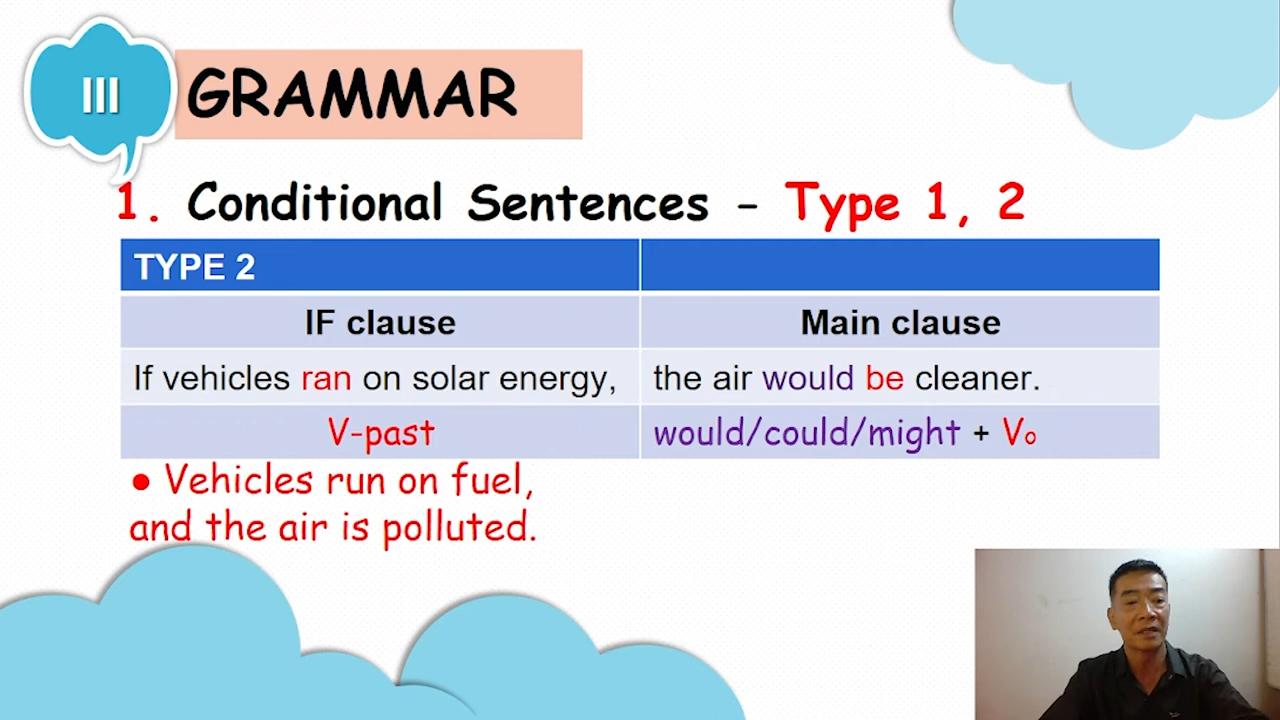 III
GRAMMAR
1. Conditional Sentences - Type 1, 2
TYPE 2
IF clause Main clause
If vehicles ran on solar energy, the air would be cleaner.
V-past would/could/might + V₀
● Vehicles run on fuel,
and the air is polluted.